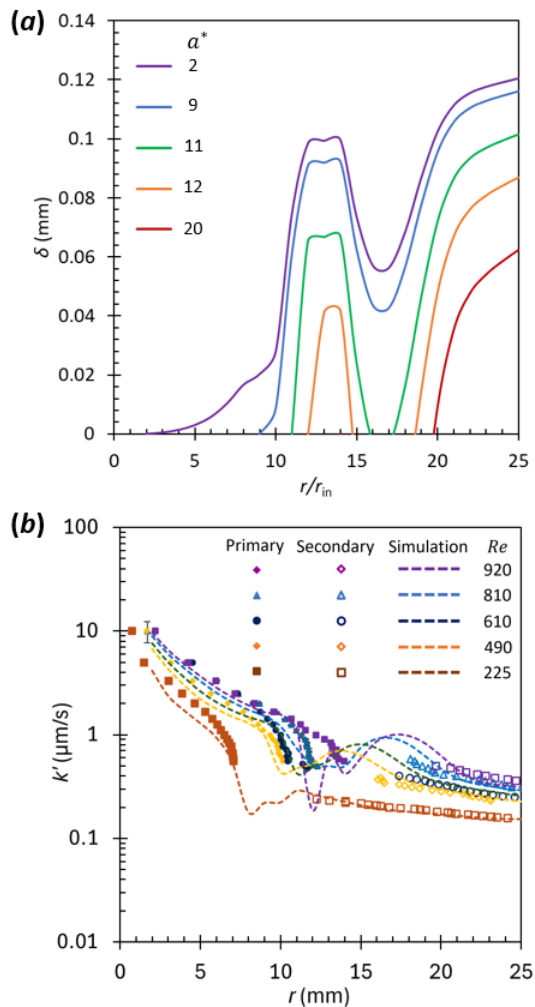 (a)
a*
2
9
11
12
20
0.14
0.12
0.1
0.08
0.06
0.04
0.02
0
δ (mm)
0 5 10 15 20 25
r/r_in
(b)
Primary Secondary Simulation Re
920
810
610
490
225
100
10
1
0.1
0.01
k' (μm/s)
0 5 10 15 20 25
r (mm)